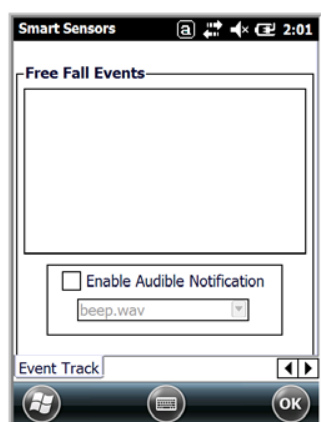 Smart Sensors a 2:01
Free Fall Events
Enable Audible Notification
beep.wav
Event Track
OK